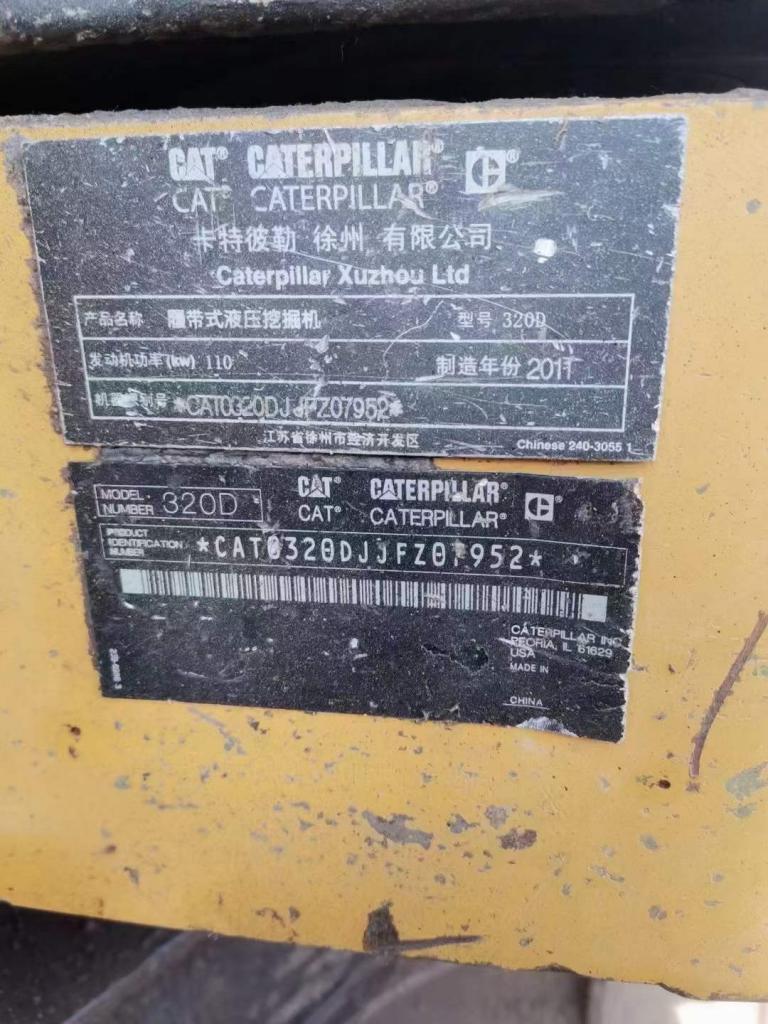 CAT® CATERPILLAR® C®
CAT® CATERPILLAR®
卡特彼勒 徐州 有限公司
Caterpillar Xuzhou Ltd
产品名称 履带式液压挖掘机 型号 320D
发动机功率(kw) 110 制造年份 2011
*CAT0320DJJFZ07952*
江苏省徐州市经济开发区 Chinese 240-3055 1
MODEL NUMBER 320D CAT® CATERPILLAR® C
CAT® CATERPILLAR®
PRODUCT IDENTIFICATION NUMBER *CAT0320DJJFZ07952*
CATERPILLAR INC
PEORIA, IL 61629
USA
MADE IN
CHINA